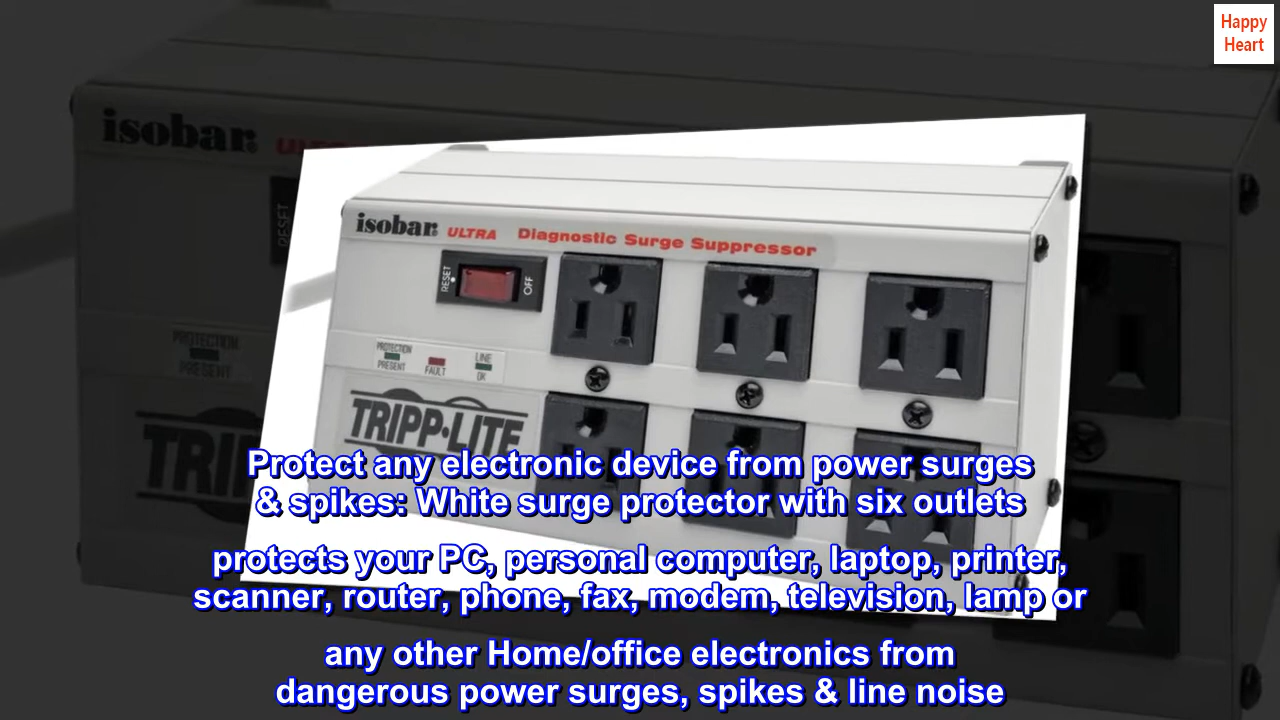 Happy
Heart
isobar ULTRA Diagnostic Surge Suppressor
RESET
OFF
PROTECTION
PRESENT
FAULT
LINE
OK
TRIPP·LITE
Protect any electronic device from power surges
& spikes: White surge protector with six outlets
protects your PC, personal computer, laptop, printer,
scanner, router, phone, fax, modem, television, lamp or
any other Home/office electronics from
dangerous power surges, spikes & line noise
isobar
RESET
PROTECTION
PRESENT